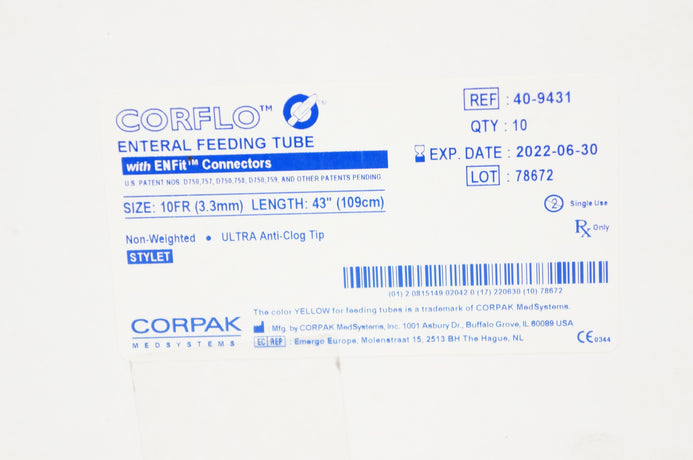 CORFLO™
ENTERAL FEEDING TUBE
with ENFit™ Connectors
U.S. PATENT NOS. D750,757, D750,758, D750,759, AND OTHER PATENTS PENDING
SIZE: 10FR (3.3mm) LENGTH: 43" (109cm)
Non-Weighted • ULTRA Anti-Clog Tip
STYLET
REF : 40-9431
QTY : 10
EXP. DATE : 2022-06-30
LOT : 78672
2 Single Use
Rx Only
(01) 2 0815149 02042 0 (17) 220630 (10) 78672
The color YELLOW for feeding tubes is a trademark of CORPAK MedSystems.
CORPAK
MEDSYSTEMS
Mfg. by CORPAK MedSystems, Inc. 1001 Asbury Dr., Buffalo Grove, IL 60089 USA
EC REP : Emergo Europe, Molenstraat 15, 2513 BH The Hague, NL
CE 0344